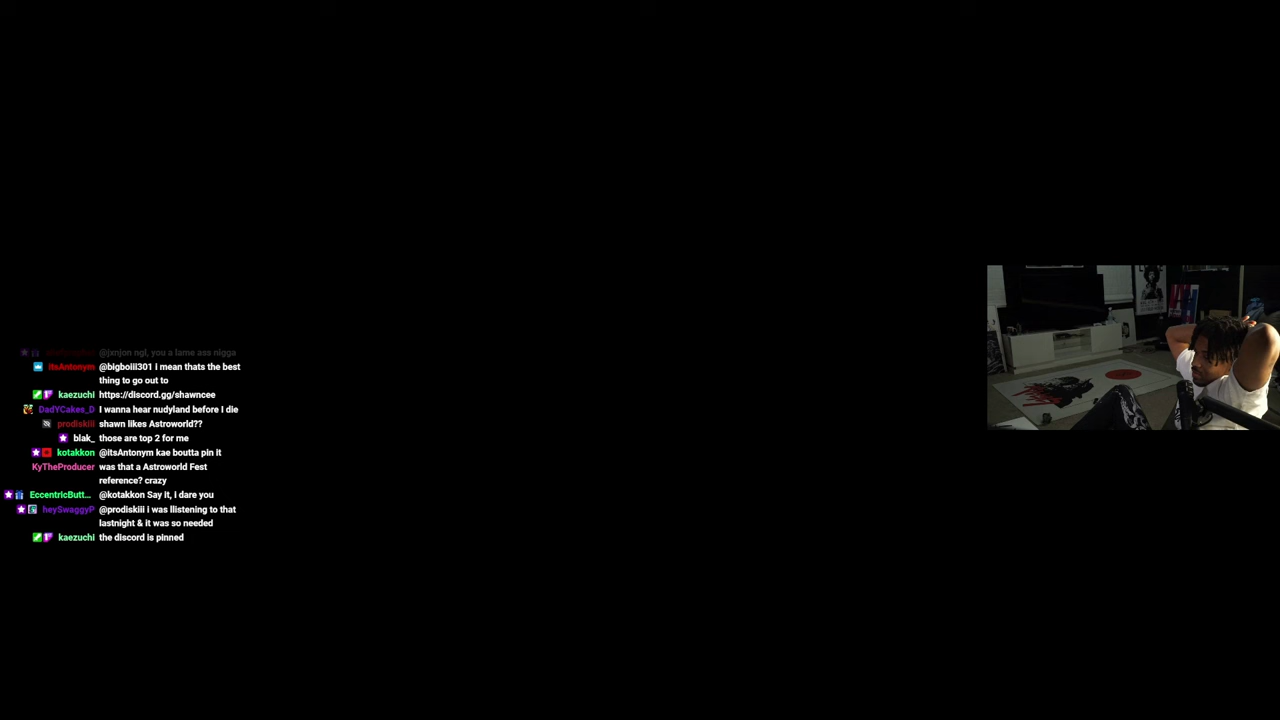 @jxnjon ngl, you a lame ass nigga
itsAntonym @bigboiii301 i mean thats the best
thing to go out to
kaezuchi https://discord.gg/shawncee
DadYCakes_D I wanna hear nudyland before I die
prodiskiii shawn likes Astroworld??
blak_ those are top 2 for me
kotakkon @itsAntonym kae boutta pin it
KyTheProducer was that a Astroworld Fest
reference? crazy
EccentricButt... @kotakkon Say it, i dare you
heySwaggyP @prodiskiii i was llistening to that
lastnight & it was so needed
kaezuchi the discord is pinned